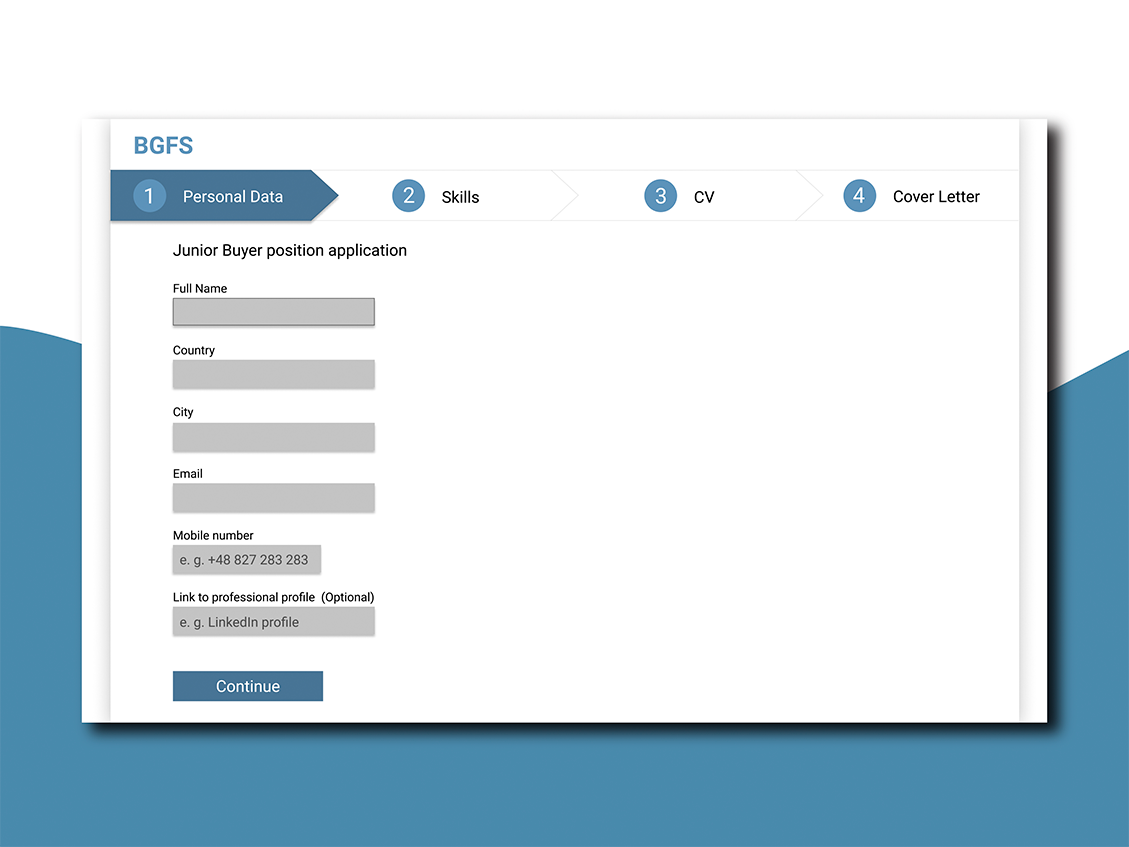 BGFS
1 Personal Data 2 Skills 3 CV 4 Cover Letter
Junior Buyer position application
Full Name
Country
City
Email
Mobile number
e. g. +48 827 283 283
Link to professional profile (Optional)
e. g. LinkedIn profile
Continue